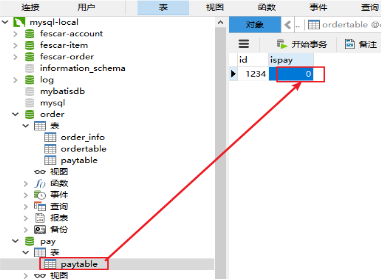 连接 用户 表 视图 函数 事件 查询
mysql-local
fescar-account
fescar-item
fescar-order
information_schema
log
mybatisdb
mysql
order
表
order_info
ordertable
paytable
视图
函数
事件
查询
报表
备份
pay
表
paytable
视图
对象
ordertable
开始事务 备注
id ispay
1234 0